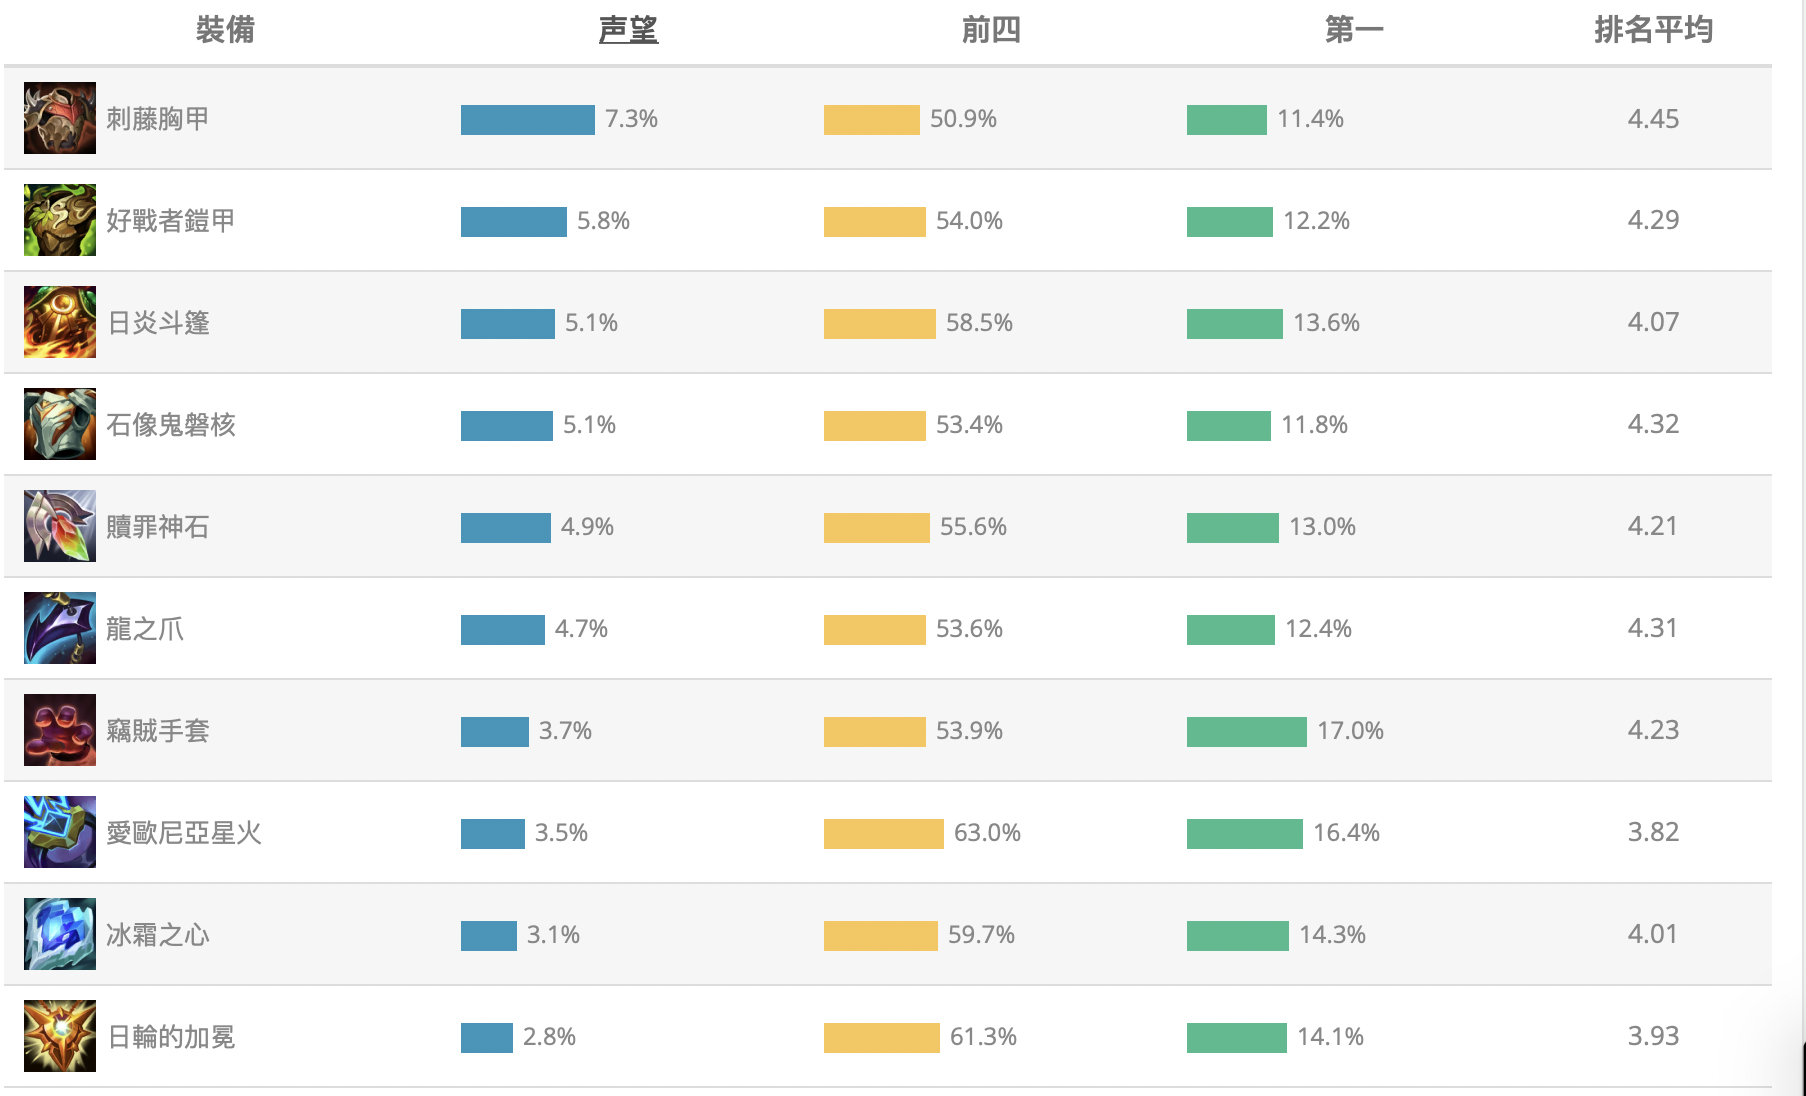 裝備 声望 前四 第一 排名平均
刺藤胸甲 7.3% 50.9% 11.4% 4.45
好戰者鎧甲 5.8% 54.0% 12.2% 4.29
日炎斗篷 5.1% 58.5% 13.6% 4.07
石像鬼磐核 5.1% 53.4% 11.8% 4.32
贖罪神石 4.9% 55.6% 13.0% 4.21
龍之爪 4.7% 53.6% 12.4% 4.31
竊賊手套 3.7% 53.9% 17.0% 4.23
愛歐尼亞星火 3.5% 63.0% 16.4% 3.82
冰霜之心 3.1% 59.7% 14.3% 4.01
日輪的加冕 2.8% 61.3% 14.1% 3.93